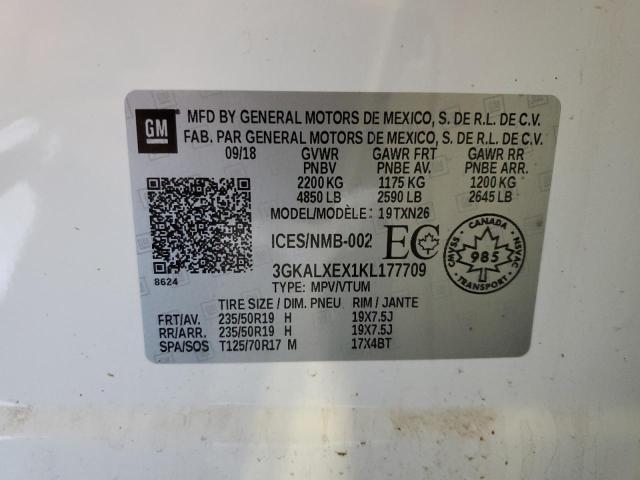 GM
MFD BY GENERAL MOTORS DE MEXICO, S. DE R.L. DE C.V.
FAB. PAR GENERAL MOTORS DE MEXICO, S. DE R.L. DE C.V.
09/18 GVWR GAWR FRT GAWR RR
PNBV PNBE AV. PNBE ARR.
2200 KG 1175 KG 1200 KG
4850 LB 2590 LB 2645 LB
MODEL/MODÈLE: 19TXN26
ICES/NMB-002 EC
CANADA CMVSS 985 NSVAC TRANSPORT
3GKALXEX1KL177709
8624
TYPE: MPV/VTUM
TIRE SIZE / DIM. PNEU RIM / JANTE
FRT/AV. 235/50R19 H 19X7.5J
RR/ARR. 235/50R19 H 19X7.5J
SPA/SOS T125/70R17 M 17X4BT